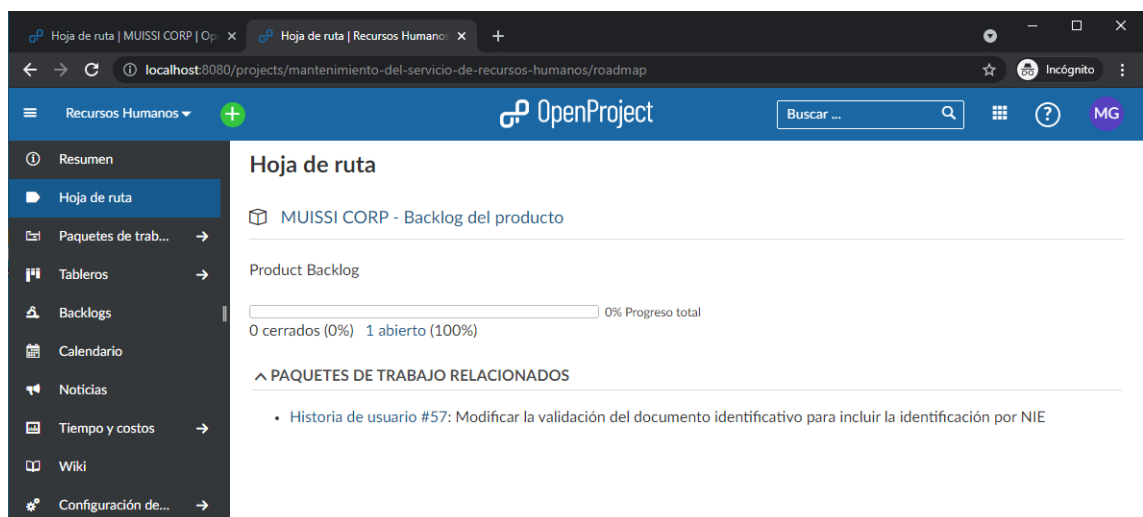 Hoja de ruta | MUISSI CORP | Op
Hoja de ruta | Recursos Humanos
localhost:8080/projects/mantenimiento-del-servicio-de-recursos-humanos/roadmap
Incógnito
Recursos Humanos
OpenProject
Buscar ...
?
MG
Resumen
Hoja de ruta
Paquetes de trab...
Tableros
Backlogs
Calendario
Noticias
Tiempo y costos
Wiki
Configuración de...
Hoja de ruta
MUISSI CORP - Backlog del producto
Product Backlog
0% Progreso total
0 cerrados (0%) 1 abierto (100%)
PAQUETES DE TRABAJO RELACIONADOS
• Historia de usuario #57: Modificar la validación del documento identificativo para incluir la identificación por NIE